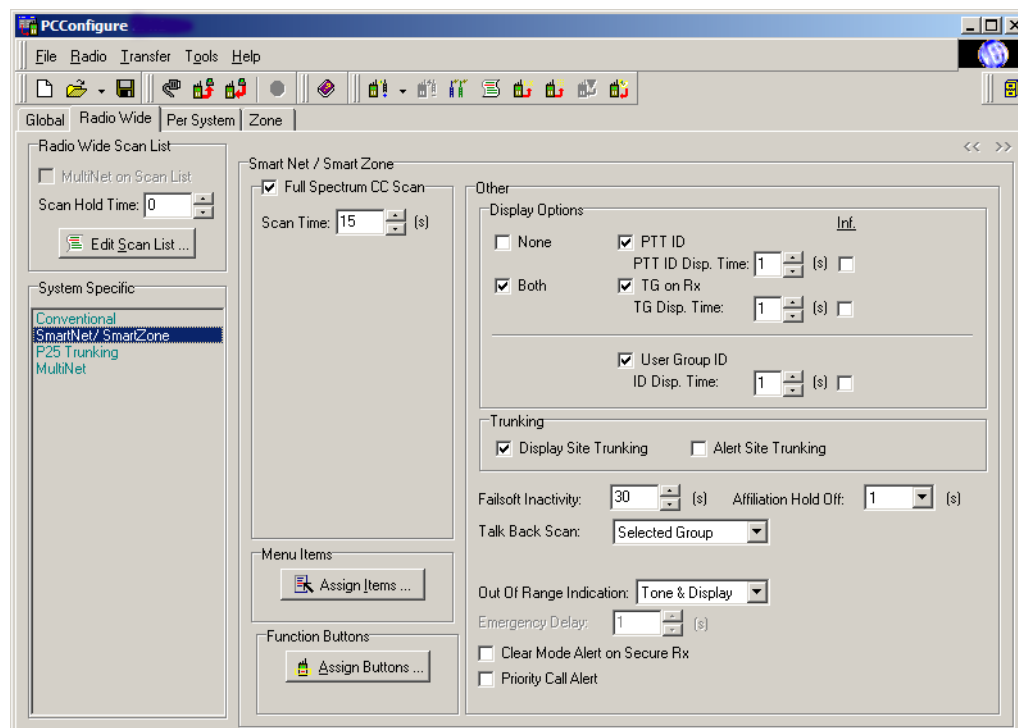 PCConfigure
File Radio Transfer Tools Help
Global Radio Wide Per System Zone
Radio Wide Scan List
MultiNet on Scan List
Scan Hold Time: 0
Edit Scan List ...
System Specific
Conventional
SmartNet/ SmartZone
P25 Trunking
MultiNet
<< >>
Smart Net / Smart Zone
Full Spectrum CC Scan
Scan Time: 15 (s)
Menu Items
Assign Items ...
Function Buttons
Assign Buttons ...
Other
Display Options
Inf.
None PTT ID
PTT ID Disp. Time: 1 (s)
Both TG on Rx
TG Disp. Time: 1 (s)
User Group ID
ID Disp. Time: 1 (s)
Trunking
Display Site Trunking Alert Site Trunking
Failsoft Inactivity: 30 (s) Affiliation Hold Off: 1 (s)
Talk Back Scan: Selected Group
Out Of Range Indication: Tone & Display
Emergency Delay: 1 (s)
Clear Mode Alert on Secure Rx
Priority Call Alert